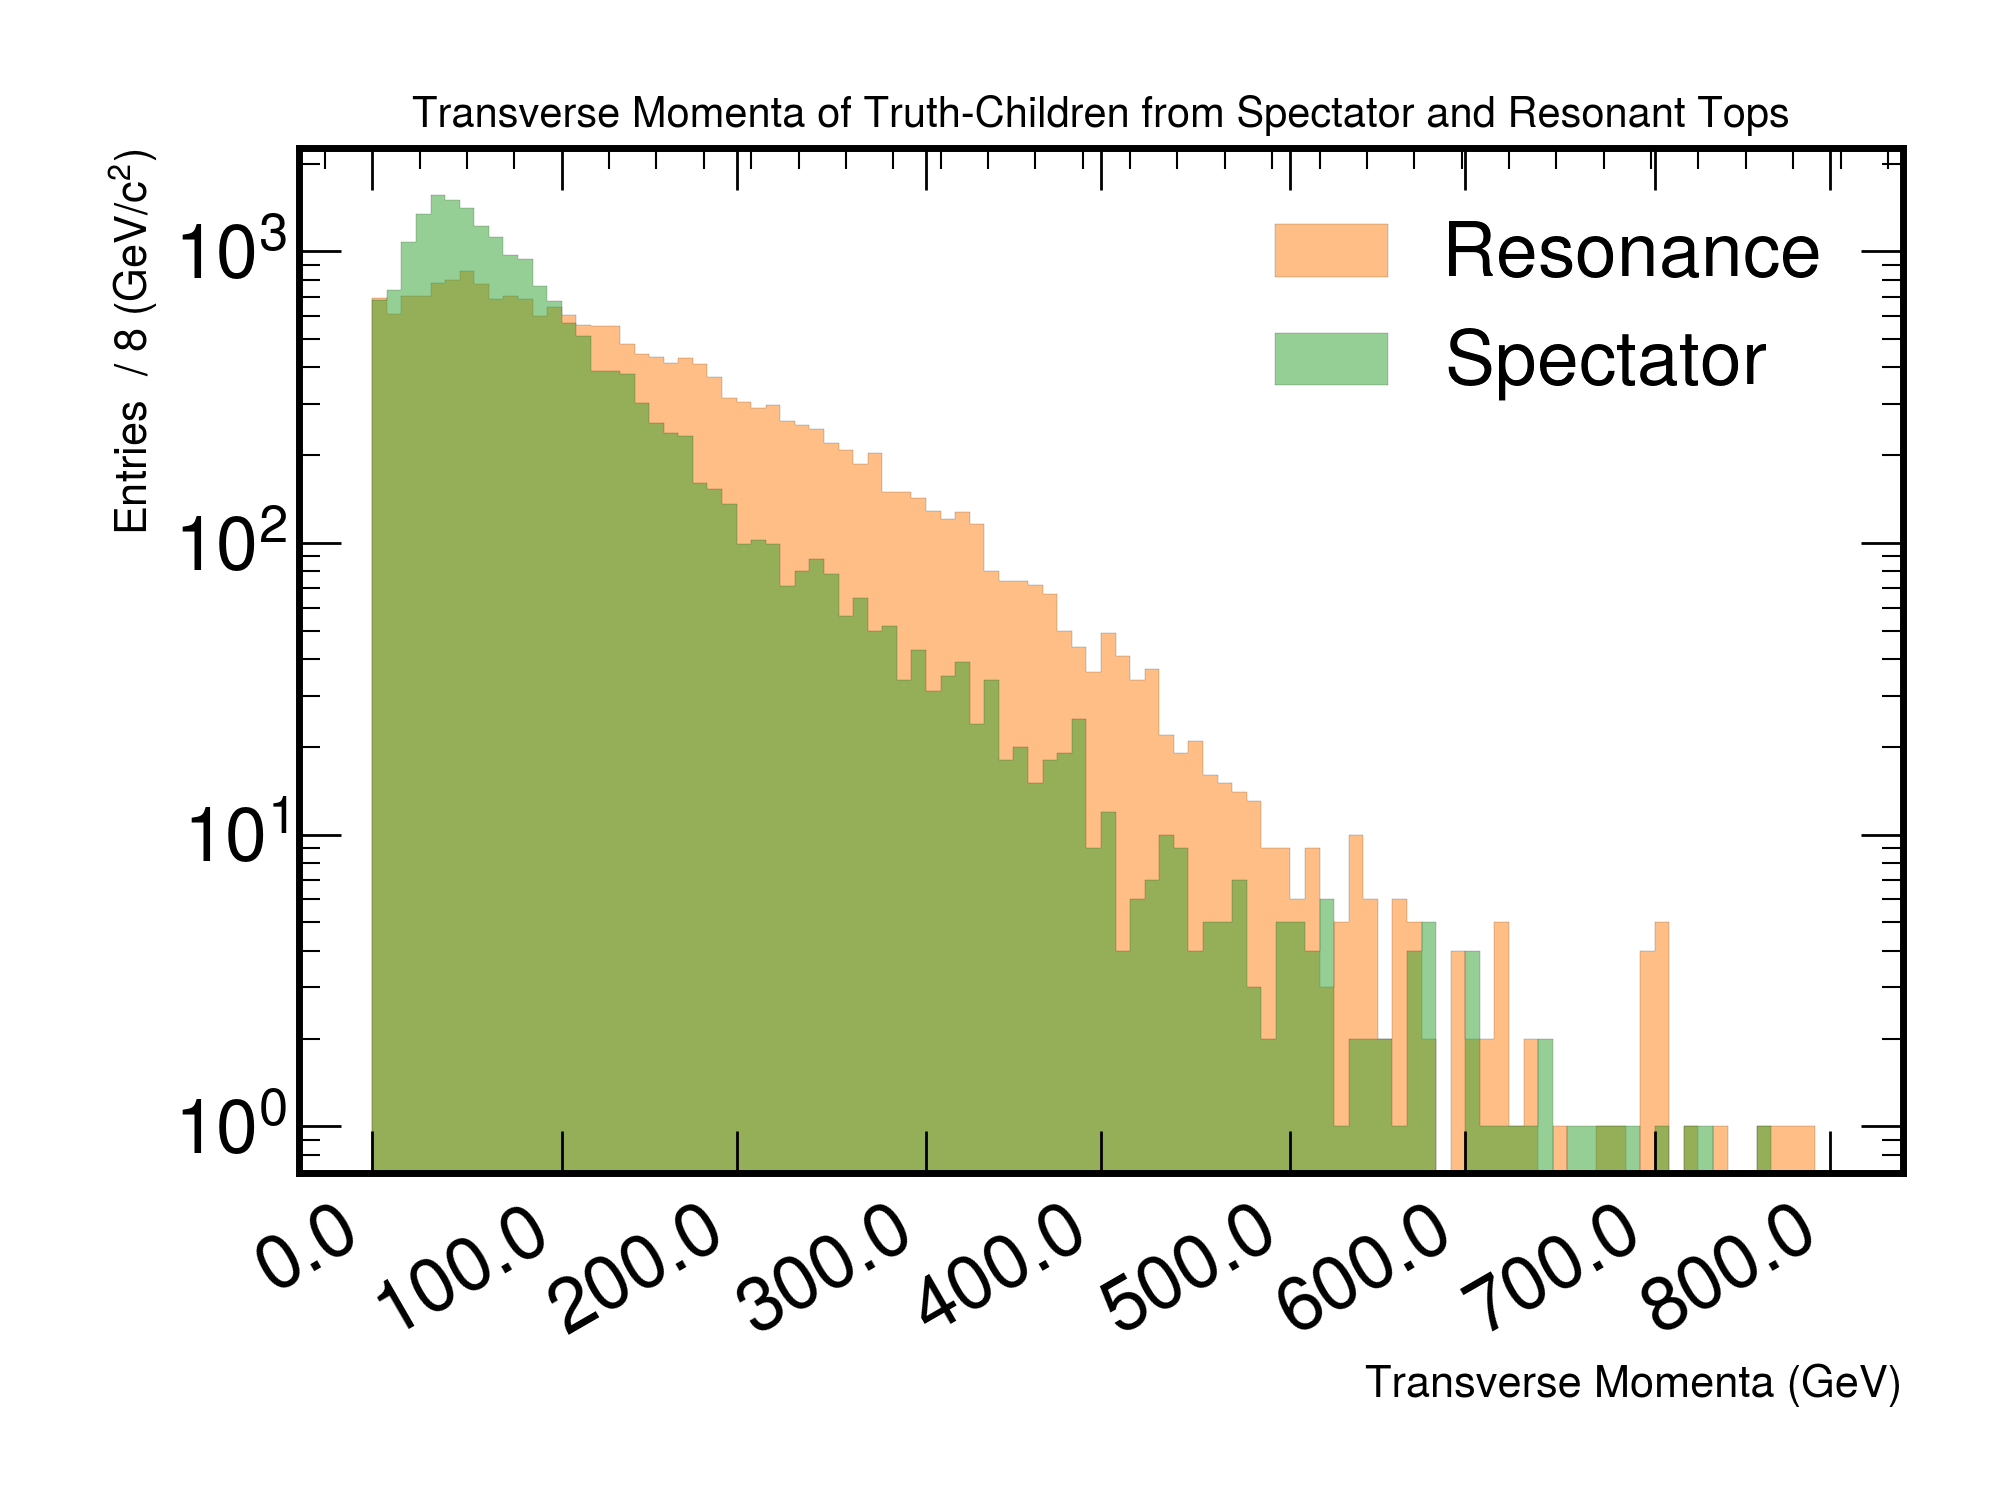 Transverse Momenta of Truth-Children from Spectator and Resonant Tops
Entries / 8 (GeV/c²)
10³
10²
10¹
10⁰
Resonance
Spectator
0.0
100.0
200.0
300.0
400.0
500.0
600.0
700.0
800.0
Transverse Momenta (GeV)